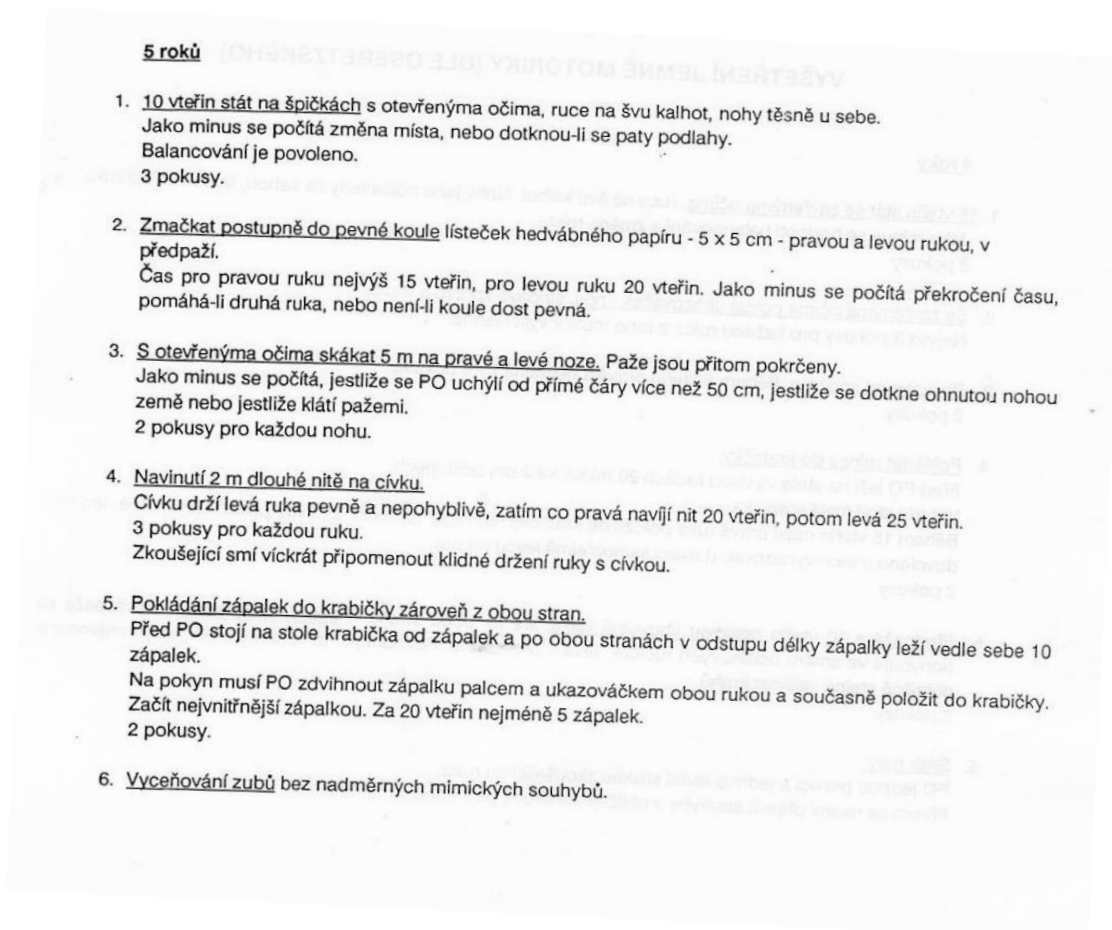 5 roků
1. 10 vteřin stát na špičkách s otevřenýma očima, ruce na švu kalhot, nohy těsně u sebe.
Jako minus se počítá změna místa, nebo dotknou-li se paty podlahy.
Balancování je povoleno.
3 pokusy.
2. Zmačkat postupně do pevné koule lísteček hedvábného papíru - 5 x 5 cm - pravou a levou rukou, v
předpaží.
Čas pro pravou ruku nejvýš 15 vteřin, pro levou ruku 20 vteřin. Jako minus se počítá překročení času,
pomáhá-li druhá ruka, nebo není-li koule dost pevná.
3. S otevřenýma očima skákat 5 m na pravé a levé noze. Paže jsou přitom pokrčeny.
Jako minus se počítá, jestliže se PO uchýlí od přímé čáry více než 50 cm, jestliže se dotkne ohnutou nohou
země nebo jestliže klátí pažemi.
2 pokusy pro každou nohu.
4. Navinutí 2 m dlouhé nitě na cívku.
Cívku drží levá ruka pevně a nepohyblivě, zatím co pravá navíjí nit 20 vteřin, potom levá 25 vteřin.
3 pokusy pro každou ruku.
Zkoušející smí víckrát připomenout klidné držení ruky s cívkou.
5. Pokládání zápalek do krabičky zároveň z obou stran.
Před PO stojí na stole krabička od zápalek a po obou stranách v odstupu délky zápalky leží vedle sebe 10
zápalek.
Na pokyn musí PO zdvihnout zápalku palcem a ukazováčkem obou rukou a současně položit do krabičky.
Začít nejvnitřnější zápalkou. Za 20 vteřin nejméně 5 zápalek.
2 pokusy.
6. Vyceňování zubů bez nadměrných mimických souhybů.